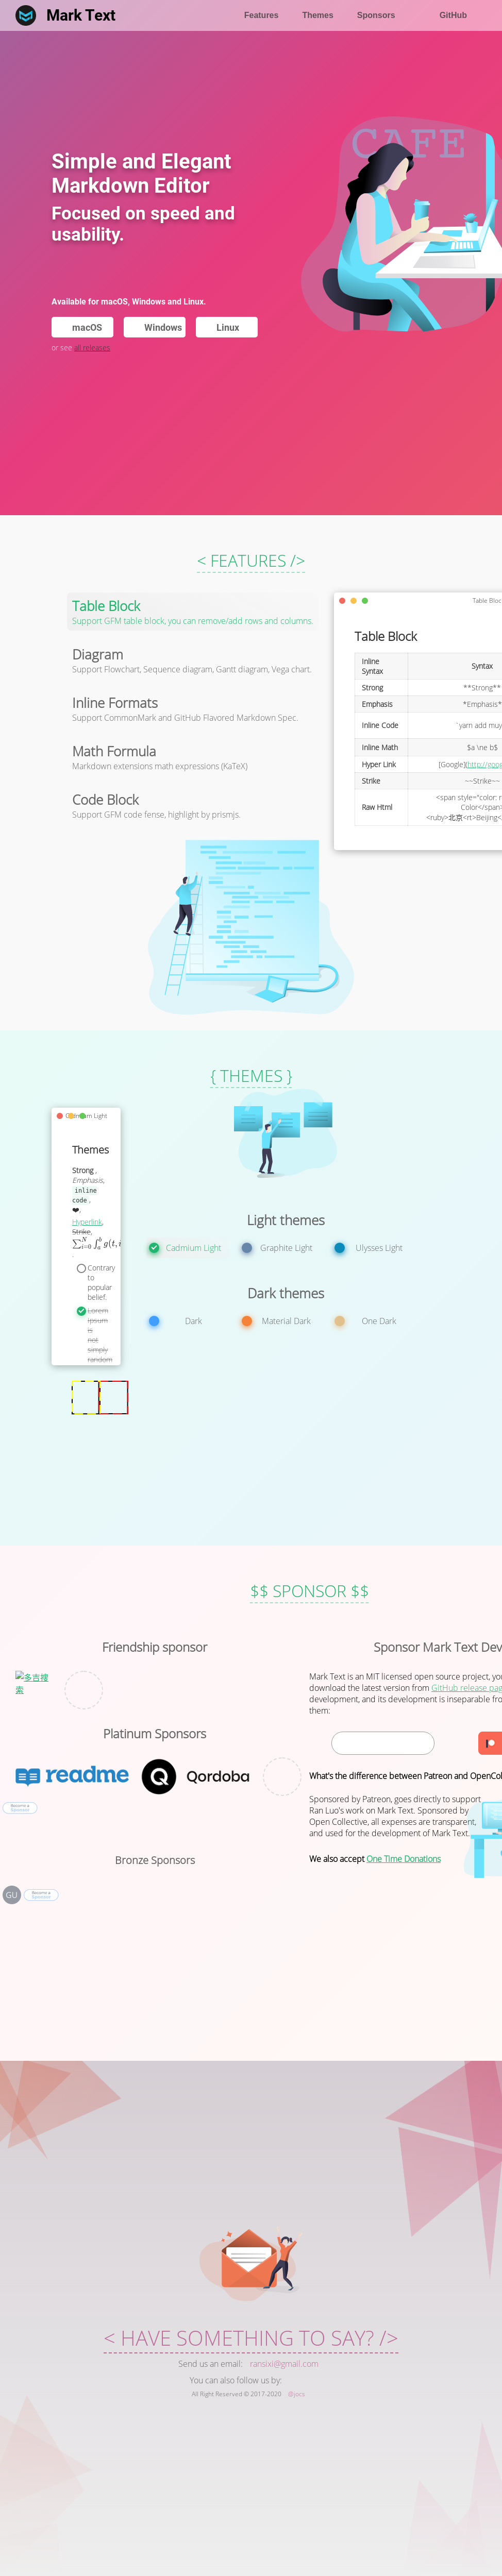 Mark Text
Features Themes Sponsors GitHub
CAFE
Simple and Elegant
Markdown Editor
Focused on speed and
usability.
Available for macOS, Windows and Linux.
macOS Windows Linux
or see all releases
< FEATURES />
Table Block
Support GFM table block, you can remove/add rows and columns.
Diagram
Support Flowchart, Sequence diagram, Gantt diagram, Vega chart.
Inline Formats
Support CommonMark and GitHub Flavored Markdown Spec.
Math Formula
Markdown extensions math expressions (KaTeX)
Code Block
Support GFM code fense, highlight by prismjs.
Table Bloc
Table Block
Inline Syntax Syntax
Strong **Strong**
Emphasis *Emphasis*
Inline Code `yarn add muy
Inline Math $a \ne b$
Hyper Link [Google](http://goog
Strike ~~Strike~~
Raw Html <span style="color: r
Color</span>
<ruby>北京<rt>Beijing</
{ THEMES }
Cadmium Light
Themes
Strong ,
Emphasis,
inline
code ,
❤️,
Hyperlink,
Strike,
∑_{i=0}^{N} ∫_a^b g(t, i
.
Contrary
to
popular
belief.
Lorem
Ipsum
is
not
simply
random
Light themes
Cadmium Light Graphite Light Ulysses Light
Dark themes
Dark Material Dark One Dark
$$ SPONSOR $$
Friendship sponsor
多吉搜
索
Platinum Sponsors
readme
Qordoba
Become a
Sponsor
Bronze Sponsors
GU
Become a
Sponsor
Sponsor Mark Text Dev
Mark Text is an MIT licensed open source project, you
download the latest version from GitHub release pag
development, and its development is inseparable fro
them:
What's the difference between Patreon and OpenCol
Sponsored by Patreon, goes directly to support
Ran Luo's work on Mark Text. Sponsored by
Open Collective, all expenses are transparent,
and used for the development of Mark Text.
We also accept One Time Donations
< HAVE SOMETHING TO SAY? />
Send us an email: ransixi@gmail.com
You can also follow us by:
All Right Reserved © 2017-2020 @jocs